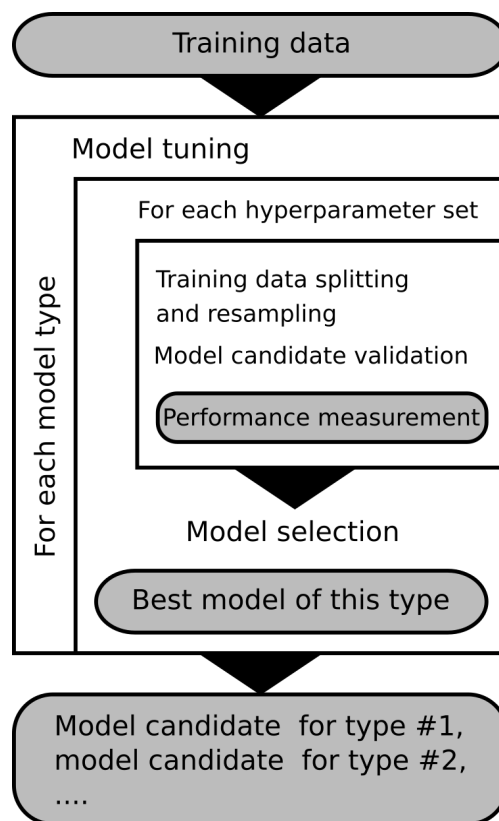 Training data
Model tuning
For each hyperparameter set
For each model type
Training data splitting
and resampling
Model candidate validation
Performance measurement
Model selection
Best model of this type
Model candidate  for type #1,
model candidate  for type #2,
....